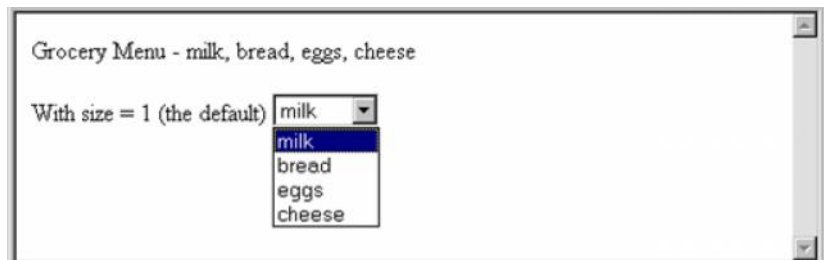 Grocery Menu - milk, bread, eggs, cheese
With size = 1 (the default) milk
milk
bread
eggs
cheese